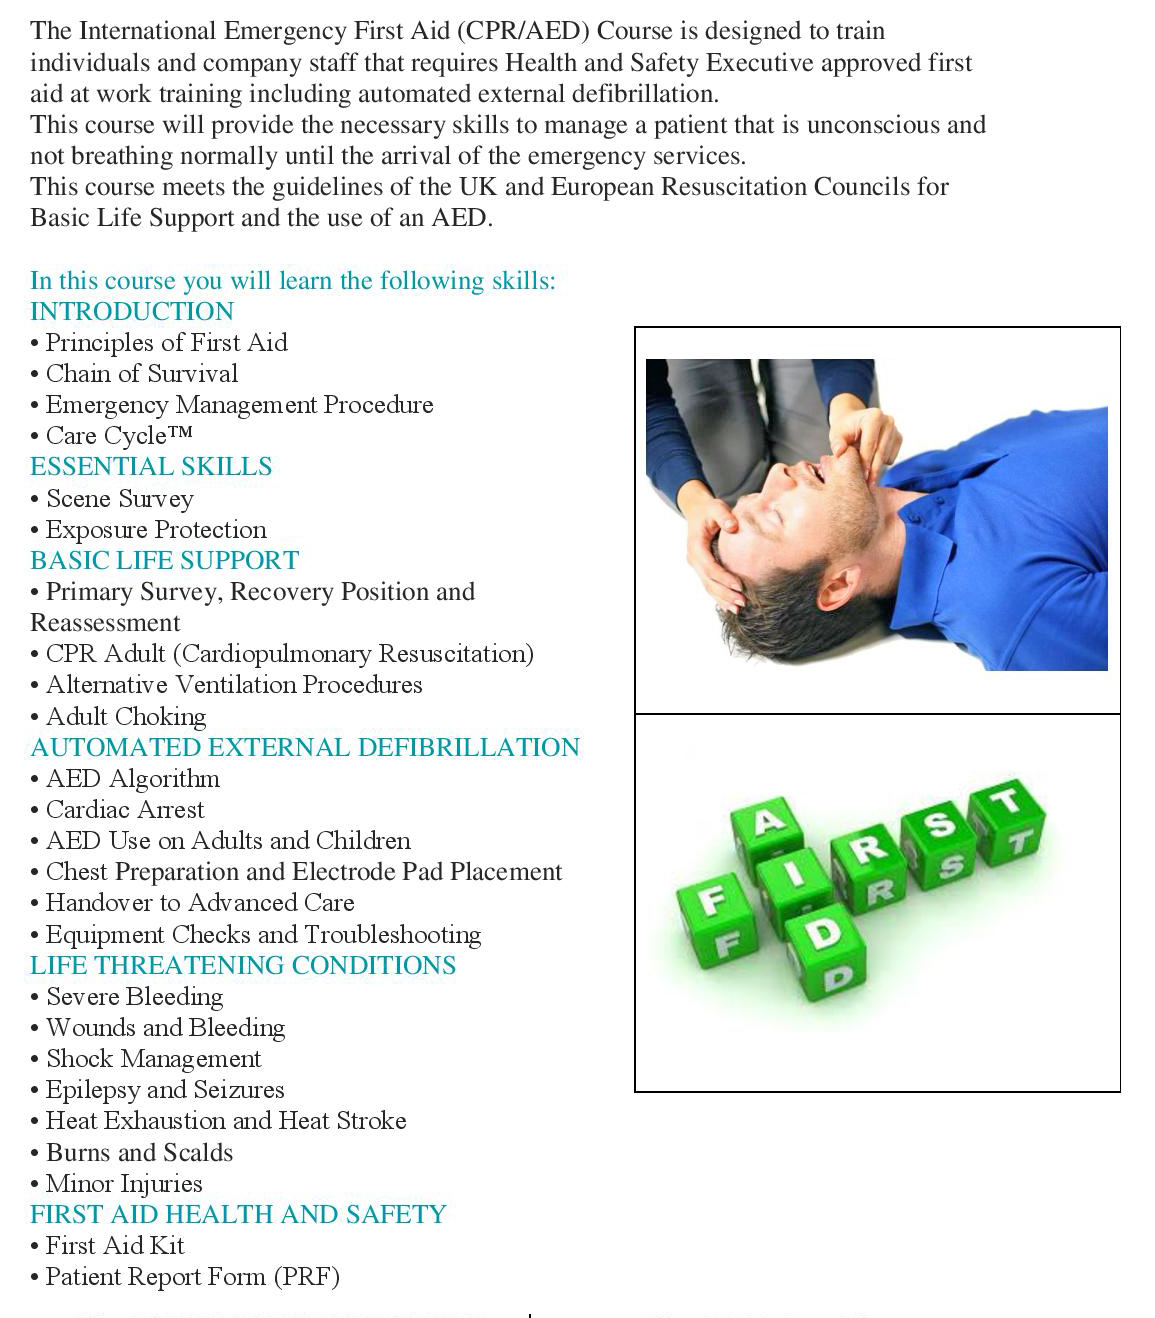 The International Emergency First Aid (CPR/AED) Course is designed to train
individuals and company staff that requires Health and Safety Executive approved first
aid at work training including automated external defibrillation.
This course will provide the necessary skills to manage a patient that is unconscious and
not breathing normally until the arrival of the emergency services.
This course meets the guidelines of the UK and European Resuscitation Councils for
Basic Life Support and the use of an AED.
In this course you will learn the following skills:
INTRODUCTION
• Principles of First Aid
• Chain of Survival
• Emergency Management Procedure
• Care Cycle™
ESSENTIAL SKILLS
• Scene Survey
• Exposure Protection
BASIC LIFE SUPPORT
• Primary Survey, Recovery Position and
Reassessment
• CPR Adult (Cardiopulmonary Resuscitation)
• Alternative Ventilation Procedures
• Adult Choking
AUTOMATED EXTERNAL DEFIBRILLATION
• AED Algorithm
• Cardiac Arrest
• AED Use on Adults and Children
• Chest Preparation and Electrode Pad Placement
• Handover to Advanced Care
• Equipment Checks and Troubleshooting
LIFE THREATENING CONDITIONS
• Severe Bleeding
• Wounds and Bleeding
• Shock Management
• Epilepsy and Seizures
• Heat Exhaustion and Heat Stroke
• Burns and Scalds
• Minor Injuries
FIRST AID HEALTH AND SAFETY
• First Aid Kit
• Patient Report Form (PRF)
FIRST
AID